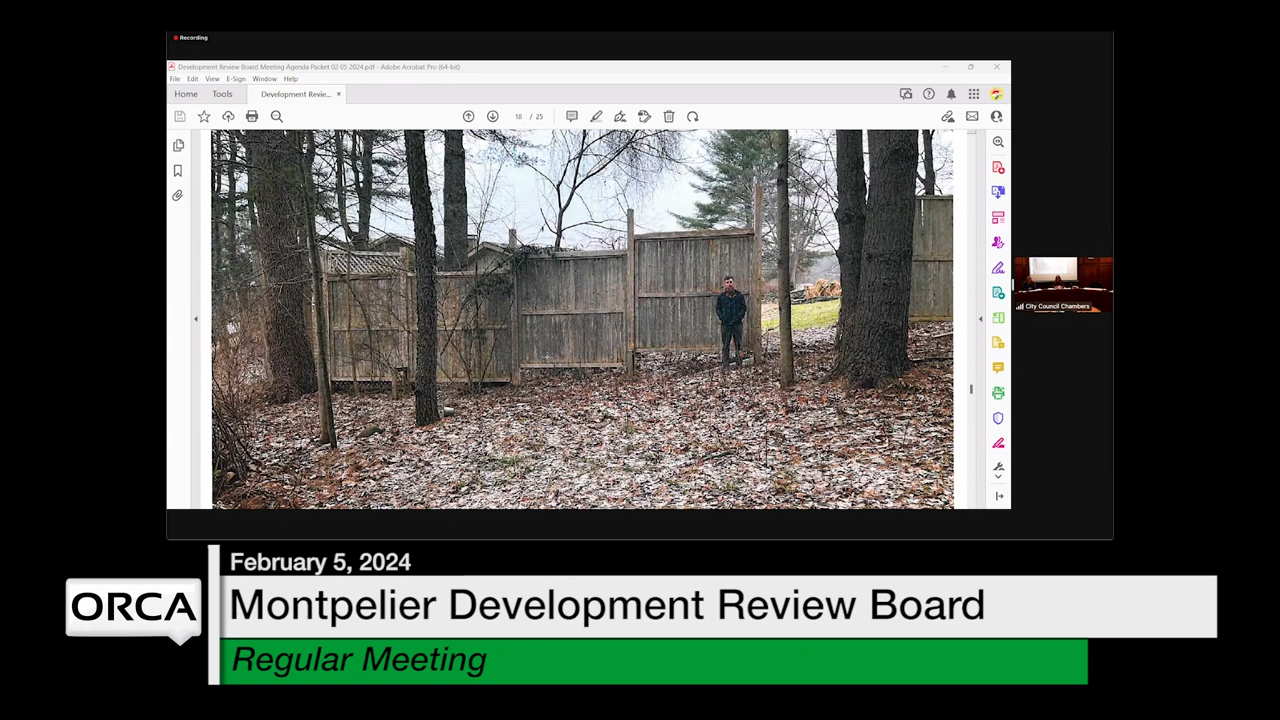 Recording
Development Review Board Meeting Agenda Packet 02 05 2024.pdf - Adobe Acrobat Pro (64-bit)
File Edit View E-Sign Window Help
Home Tools Development Revie... ×
18 / 25
City Council Chambers
February 5, 2024
ORCA
Montpelier Development Review Board
Regular Meeting